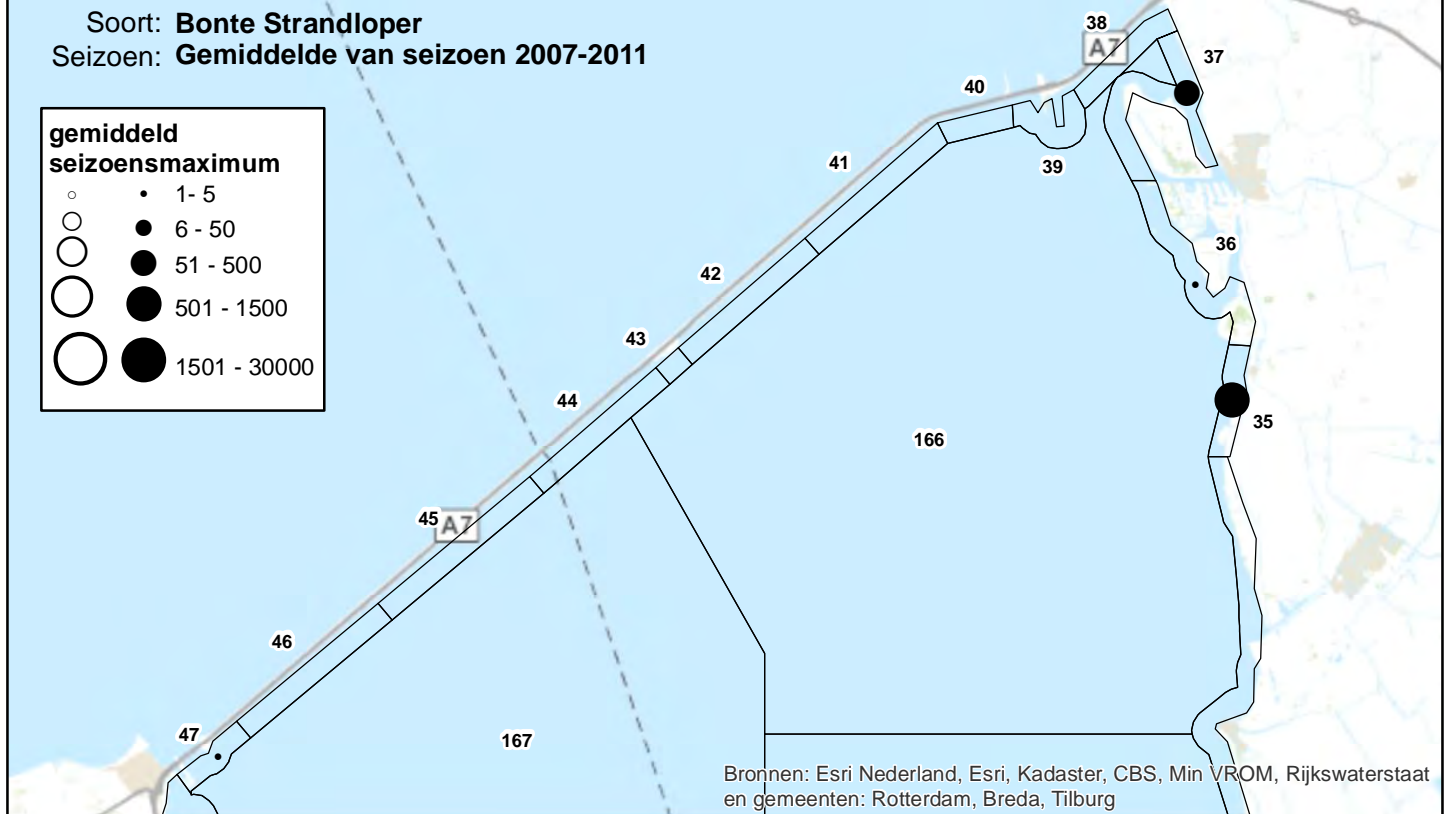 Soort: Bonte Strandloper
Seizoen: Gemiddelde van seizoen 2007-2011
gemiddeld
seizoensmaximum
1- 5
6 - 50
51 - 500
501 - 1500
1501 - 30000
38
A7
37
40
41
39
36
42
43
44
35
166
45
A7
46
47
167
Bronnen: Esri Nederland, Esri, Kadaster, CBS, Min VROM, Rijkswaterstaat
en gemeenten: Rotterdam, Breda, Tilburg